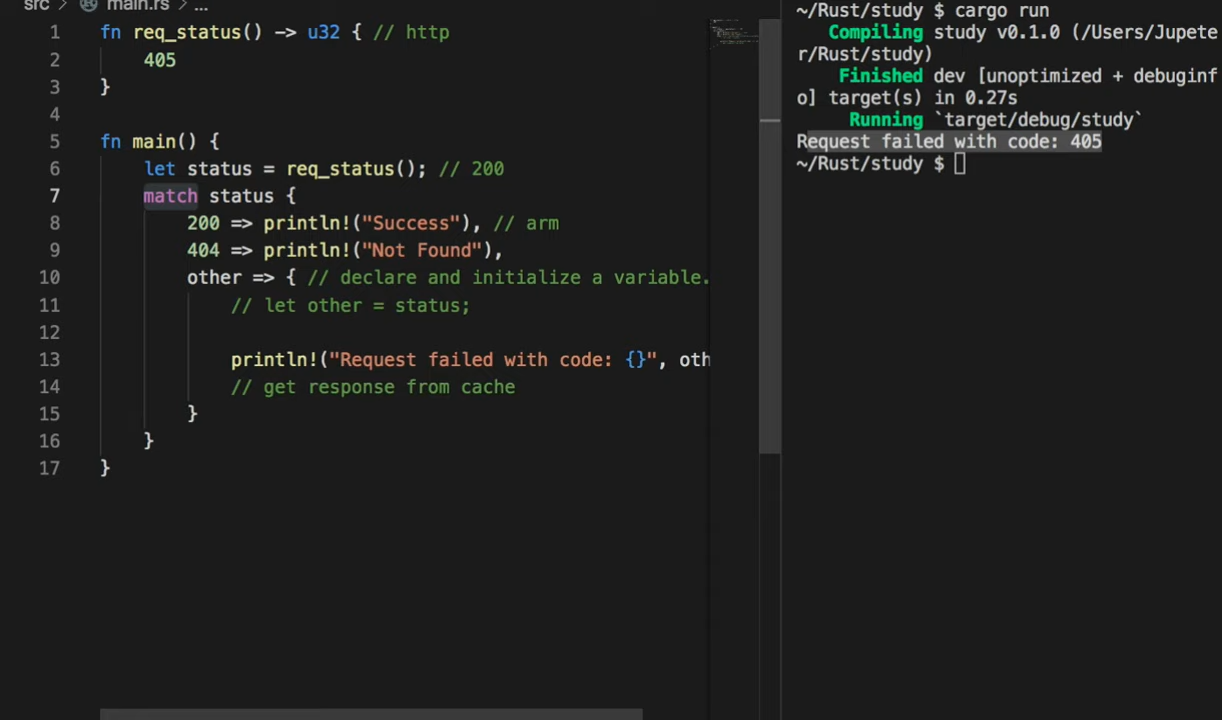 src > main.rs > ...
1 fn req_status() -> u32 { // http
2     405
3 }
4
5 fn main() {
6     let status = req_status(); // 200
7     match status {
8         200 => println!("Success"), // arm
9         404 => println!("Not Found"),
10         other => { // declare and initialize a variable.
11             // let other = status;
12
13             println!("Request failed with code: {}", oth
14             // get response from cache
15         }
16     }
17 }
~/Rust/study $ cargo run
Compiling study v0.1.0 (/Users/Jupete
r/Rust/study)
Finished dev [unoptimized + debuginf
o] target(s) in 0.27s
Running `target/debug/study`
Request failed with code: 405
~/Rust/study $